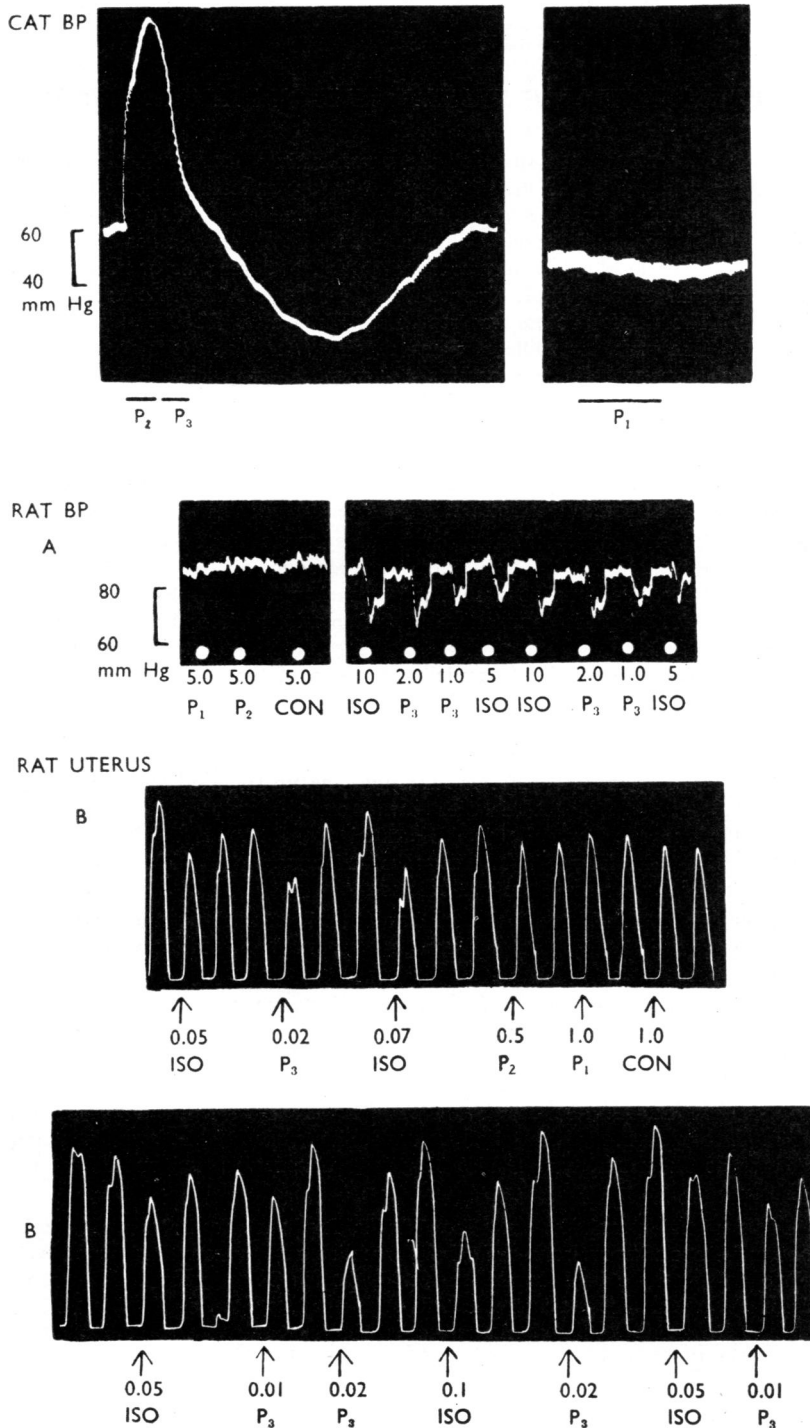 CAT BP
60
40
mm Hg
P₂ P₃
P₁
RAT BP
A
80
60
mm Hg
5.0 5.0 5.0 10 2.0 1.0 5 10 2.0 1.0 5
P₁ P₂ CON ISO P₃ P₃ ISO ISO P₃ P₃ ISO
RAT UTERUS
B
0.05 0.02 0.07 0.5 1.0 1.0
ISO P₃ ISO P₂ P₁ CON
B
0.05 0.01 0.02 0.1 0.02 0.05 0.01
ISO P₃ P₃ ISO P₃ ISO P₃